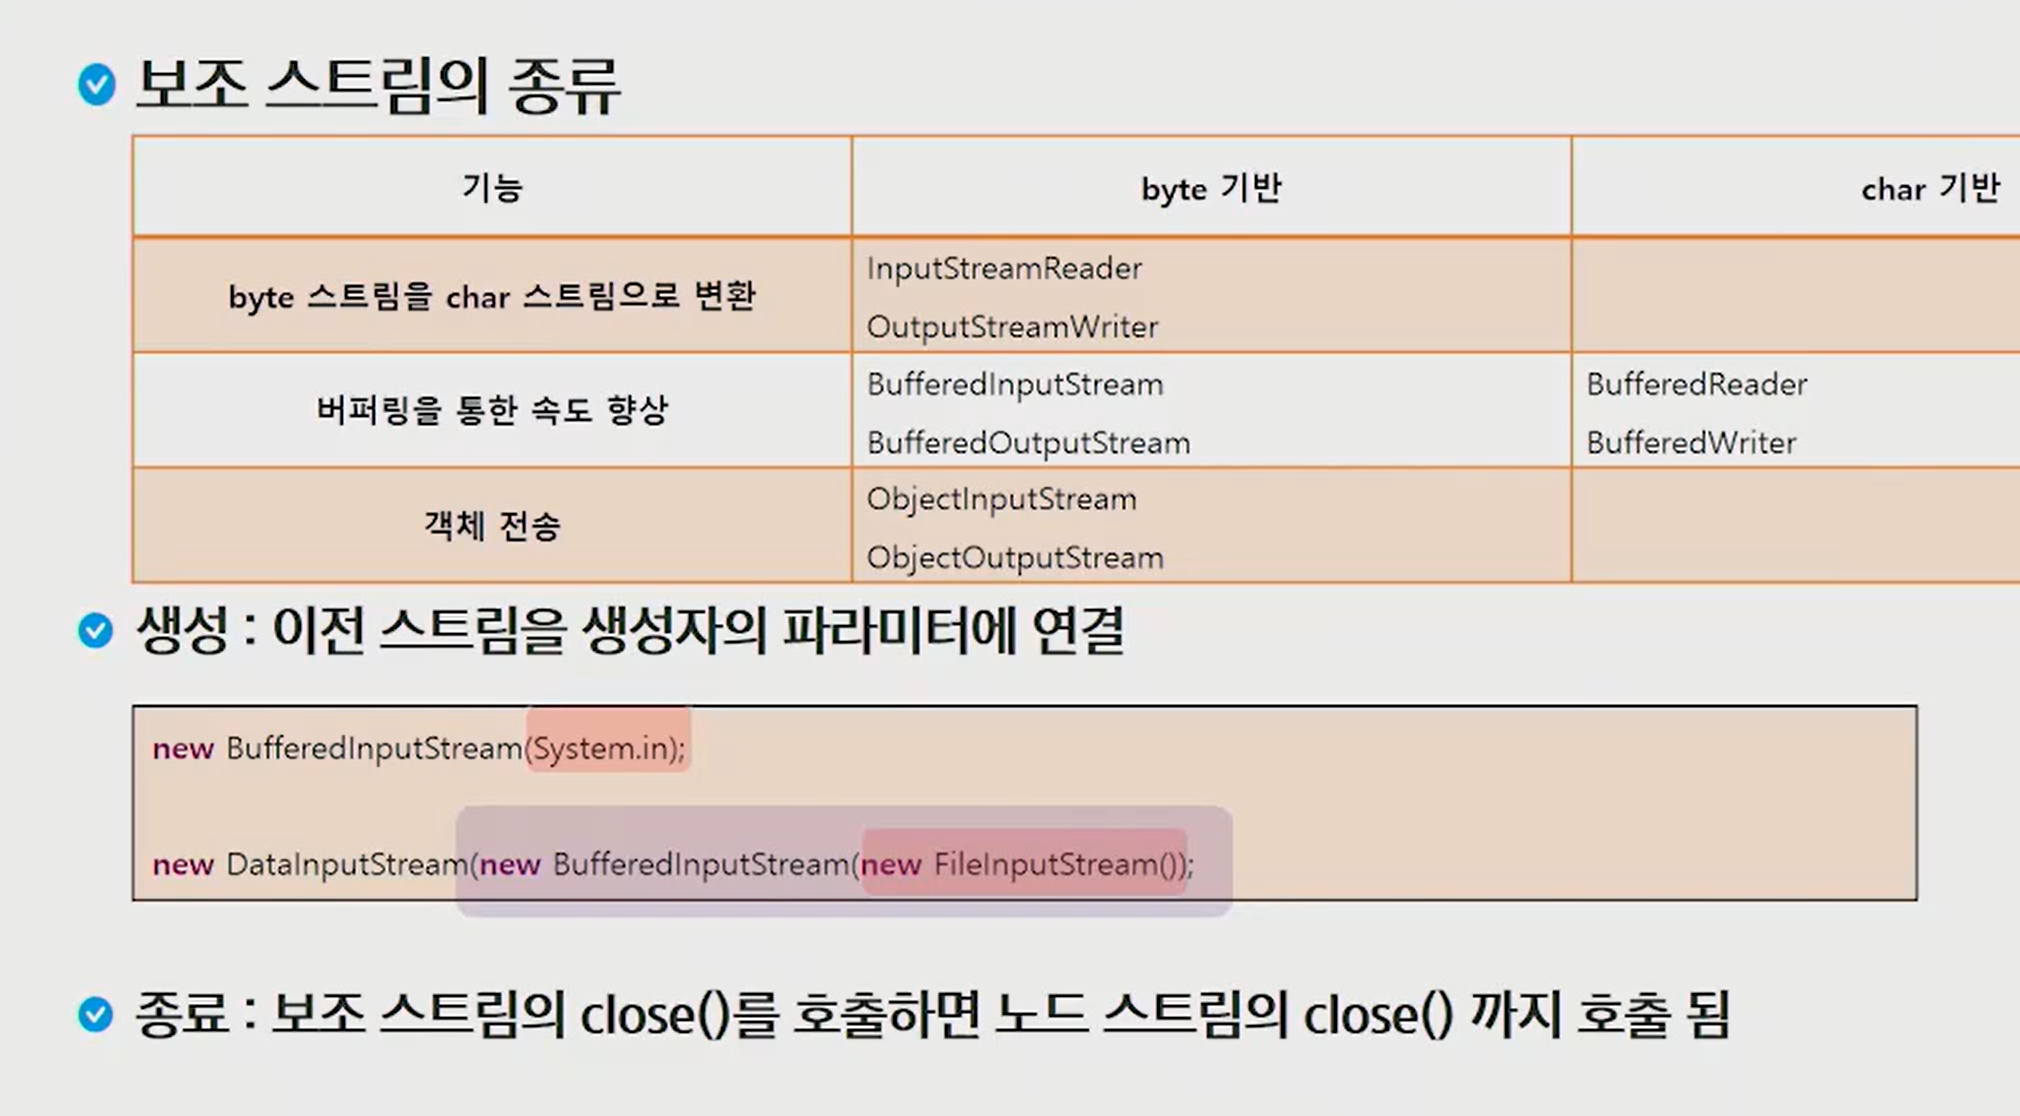 보조 스트림의 종류
기능 byte 기반 char 기반
byte 스트림을 char 스트림으로 변환
InputStreamReader
OutputStreamWriter
버퍼링을 통한 속도 향상
BufferedInputStream
BufferedOutputStream
BufferedReader
BufferedWriter
객체 전송
ObjectInputStream
ObjectOutputStream
생성 : 이전 스트림을 생성자의 파라미터에 연결
new BufferedInputStream(System.in);
new DataInputStream(new BufferedInputStream(new FileInputStream());
종료 : 보조 스트림의 close()를 호출하면 노드 스트림의 close() 까지 호출 됨